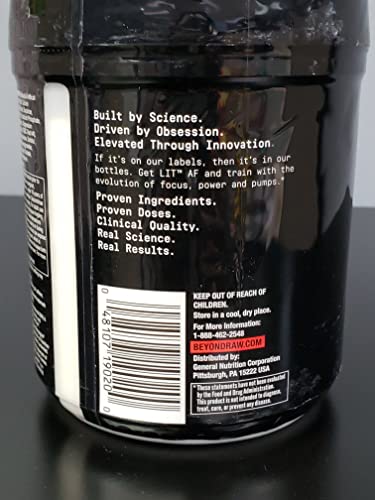 Built by Science.
Driven by Obsession.
Elevated Through Innovation.
If it's on our labels, then it's in our
bottles. Get LIT™ AF and train with the
evolution of focus, power and pumps.*
Proven Ingredients.
Proven Doses.
Clinical Quality.
Real Science.
Real Results.
0 48107 19020 0
KEEP OUT OF REACH OF
CHILDREN.
Store in a cool, dry place.
For More Information:
1-888-462-2548
BEYONDRAW.COM
Distributed by:
General Nutrition Corporation
Pittsburgh, PA 15222 USA
*These statements have not been evaluated
by the Food and Drug Administration.
This product is not intended to diagnose,
treat, cure, or prevent any disease.